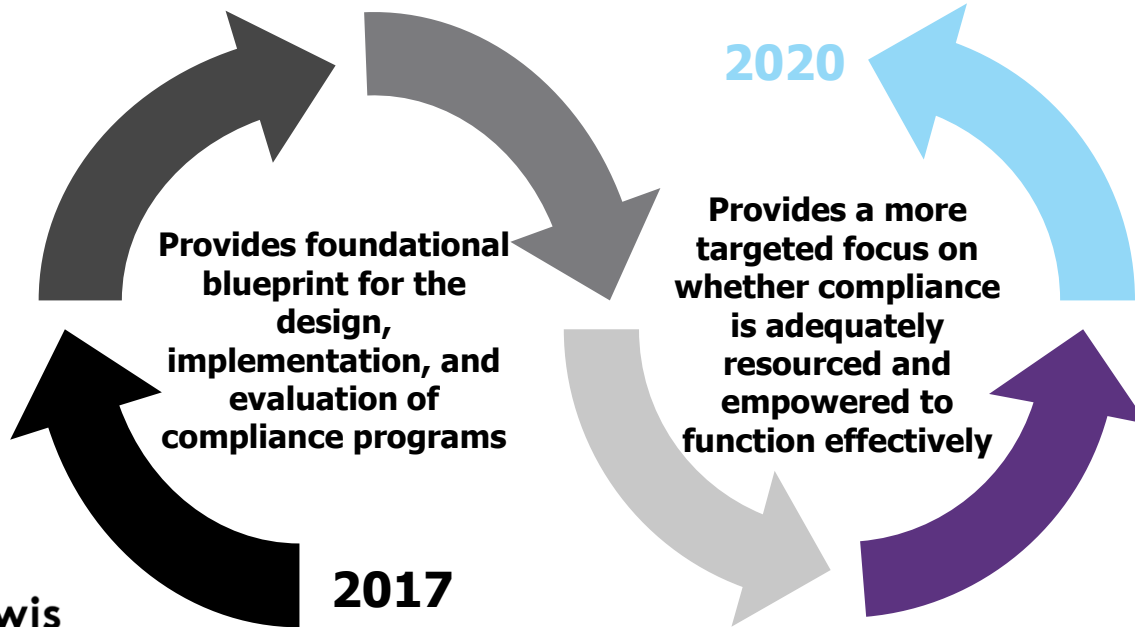 2020
Provides foundational
blueprint for the
design,
implementation, and
evaluation of
compliance programs
Provides a more
targeted focus on
whether compliance
is adequately
resourced and
empowered to
function effectively
2017
wis